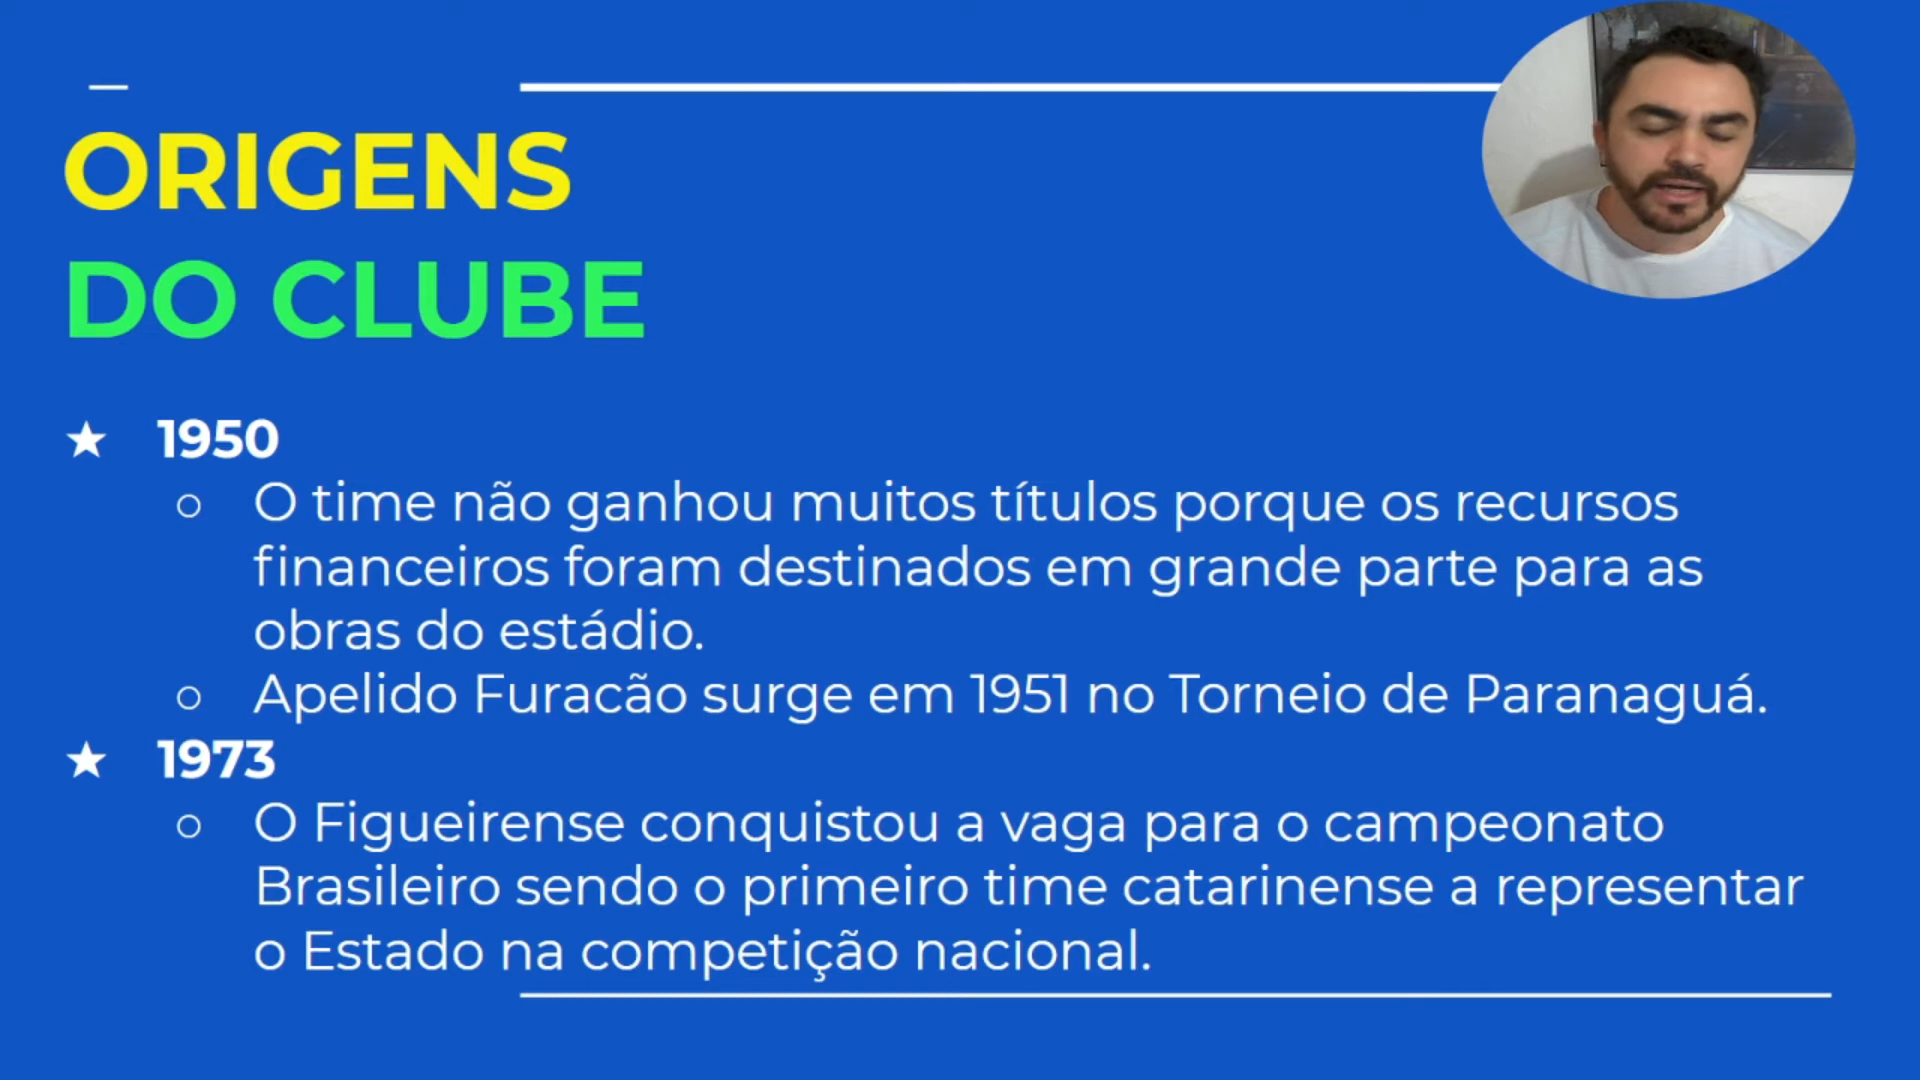 ORIGENS
DO CLUBE
★ 1950
○ O time não ganhou muitos títulos porque os recursos
financeiros foram destinados em grande parte para as
obras do estádio.
○ Apelido Furacão surge em 1951 no Torneio de Paranaguá.
★ 1973
○ O Figueirense conquistou a vaga para o campeonato
Brasileiro sendo o primeiro time catarinense a representar
o Estado na competição nacional.